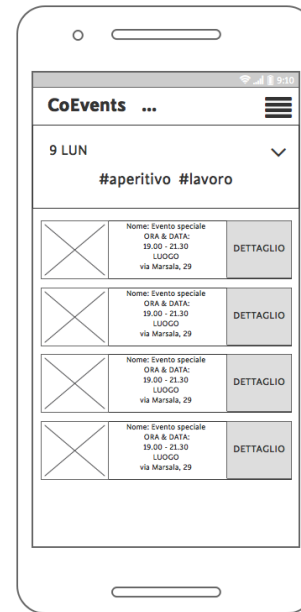 9:10
CoEvents ...
9 LUN
#aperitivo #lavoro
Nome: Evento speciale
ORA & DATA:
19.00 - 21.30
LUOGO
via Marsala, 29
DETTAGLIO
Nome: Evento speciale
ORA & DATA:
19.00 - 21.30
LUOGO
via Marsala, 29
DETTAGLIO
Nome: Evento speciale
ORA & DATA:
19.00 - 21.30
LUOGO
via Marsala, 29
DETTAGLIO
Nome: Evento speciale
ORA & DATA:
19.00 - 21.30
LUOGO
via Marsala, 29
DETTAGLIO